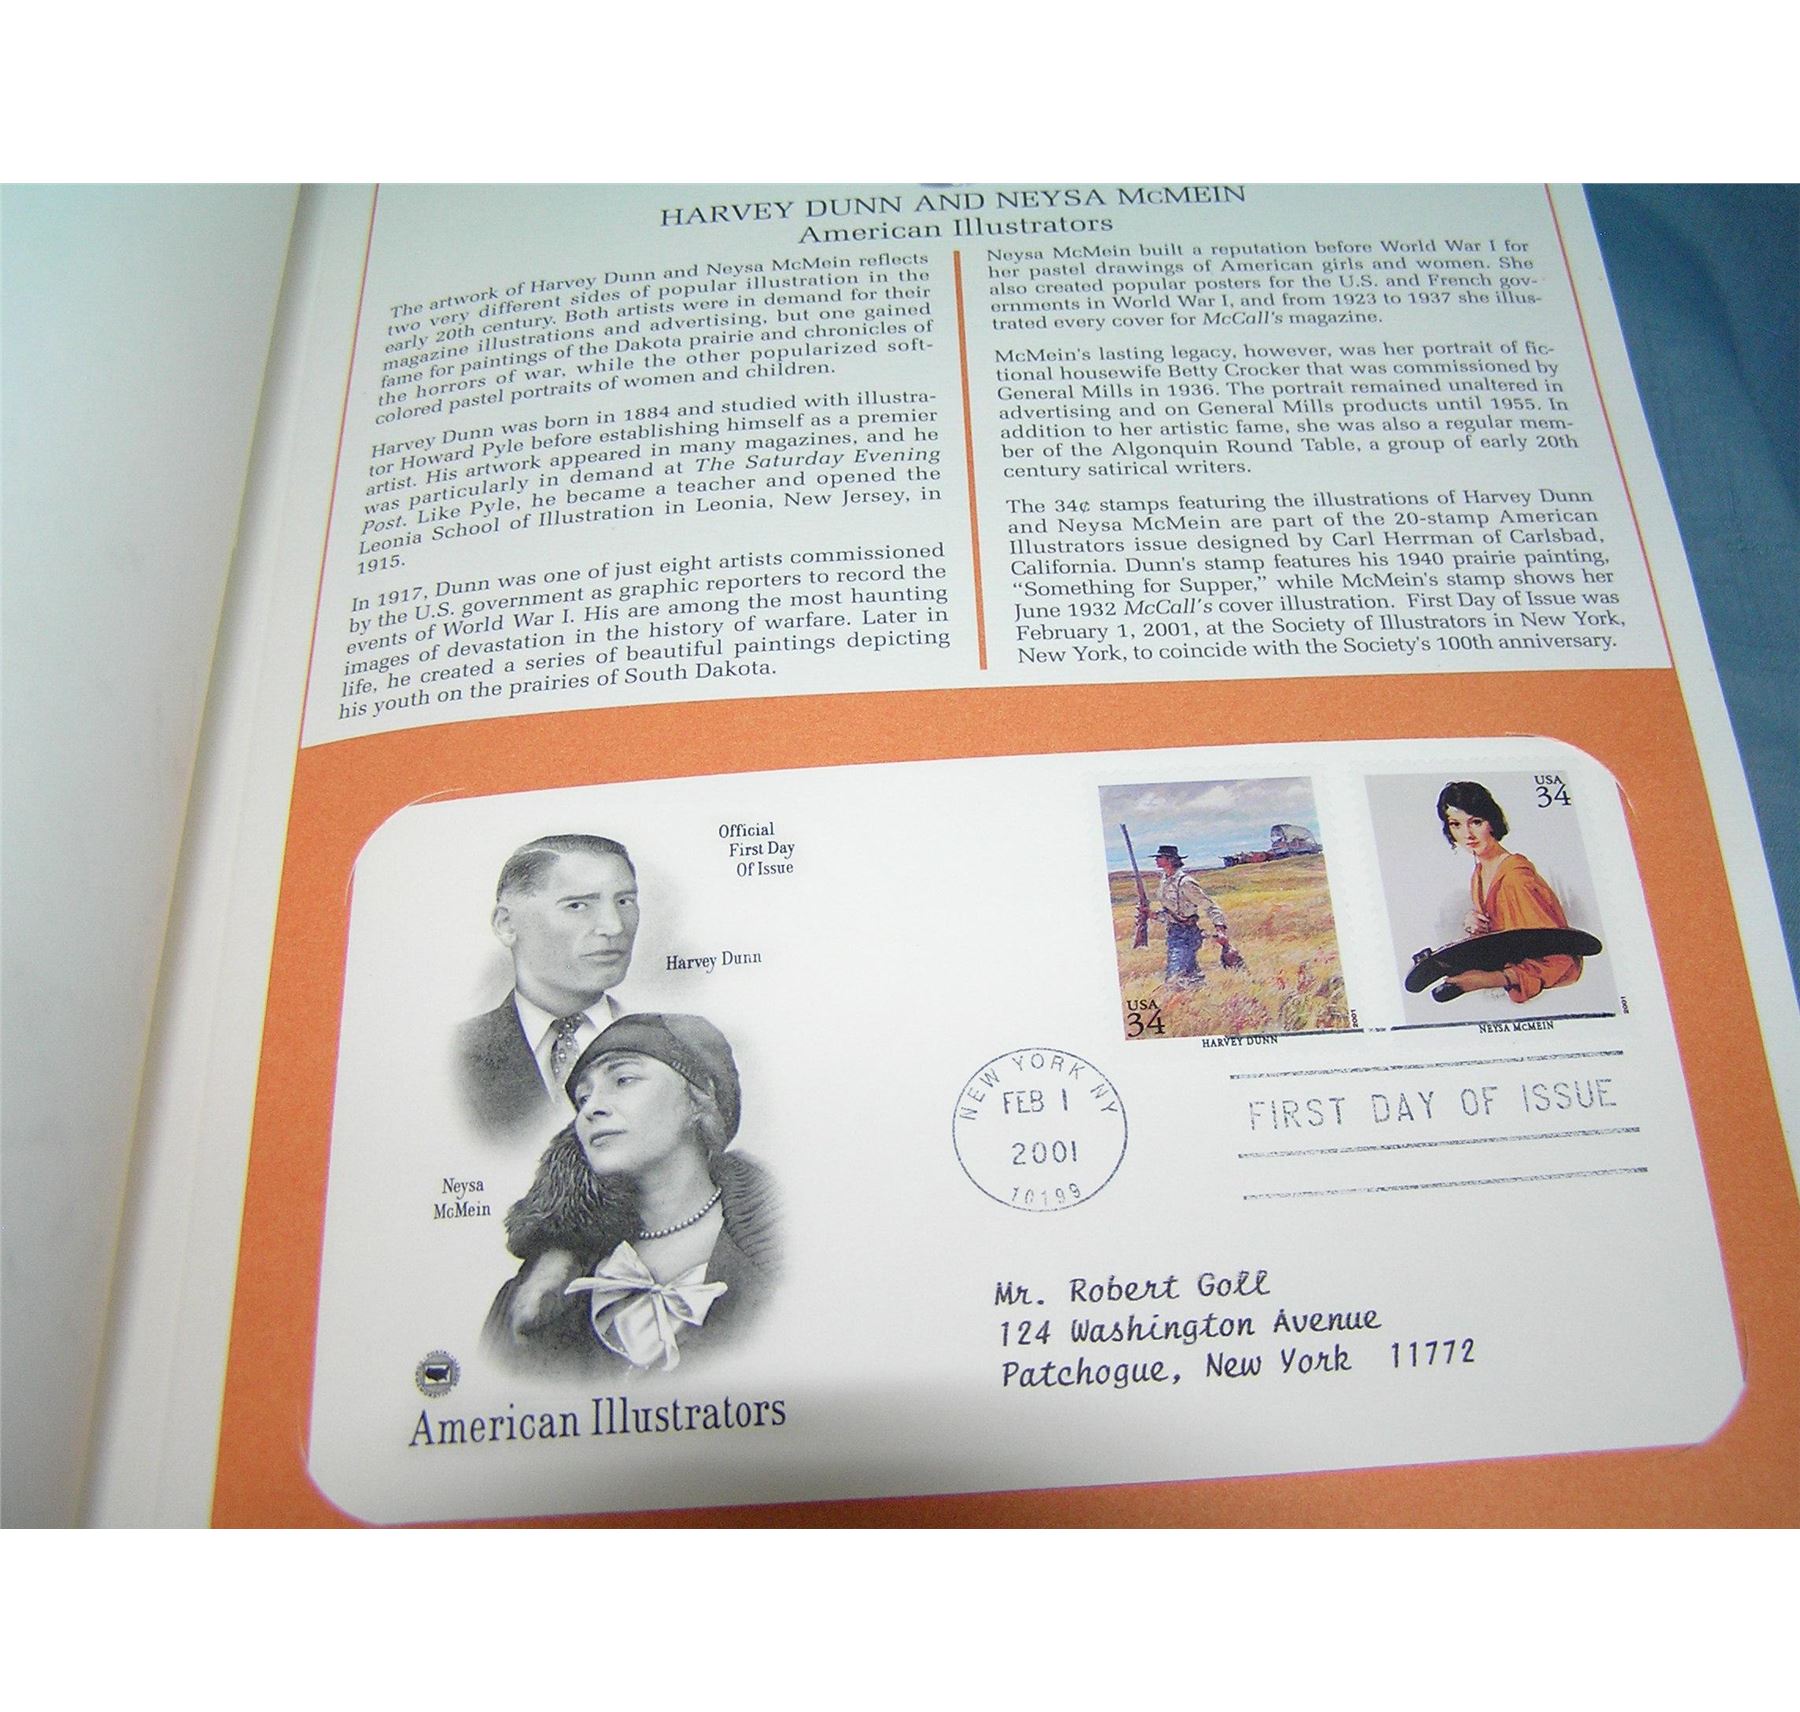 HARVEY DUNN AND NEYSA McMEIN
American Illustrators
The artwork of Harvey Dunn and Neysa McMein reflects
two very different sides of popular illustration in the
early 20th century. Both artists were in demand for their
magazine illustrations and advertising, but one gained
fame for paintings of the Dakota prairie and chronicles of
the horrors of war, while the other popularized soft-
colored pastel portraits of women and children.
Harvey Dunn was born in 1884 and studied with illustra-
tor Howard Pyle before establishing himself as a premier
artist. His artwork appeared in many magazines, and he
was particularly in demand at The Saturday Evening
Post. Like Pyle, he became a teacher and opened the
Leonia School of Illustration in Leonia, New Jersey, in
1915.
In 1917, Dunn was one of just eight artists commissioned
by the U.S. government as graphic reporters to record the
events of World War I. His are among the most haunting
images of devastation in the history of warfare. Later in
life, he created a series of beautiful paintings depicting
his youth on the prairies of South Dakota.
Neysa McMein built a reputation before World War I for
her pastel drawings of American girls and women. She
also created popular posters for the U.S. and French gov-
ernments in World War I, and from 1923 to 1937 she illus-
trated every cover for McCall's magazine.
McMein's lasting legacy, however, was her portrait of fic-
tional housewife Betty Crocker that was commissioned by
General Mills in 1936. The portrait remained unaltered in
advertising and on General Mills products until 1955. In
addition to her artistic fame, she was also a regular mem-
ber of the Algonquin Round Table, a group of early 20th
century satirical writers.
The 34¢ stamps featuring the illustrations of Harvey Dunn
and Neysa McMein are part of the 20-stamp American
Illustrators issue designed by Carl Herrman of Carlsbad,
California. Dunn's stamp features his 1940 prairie painting,
“Something for Supper,” while McMein's stamp shows her
June 1932 McCall's cover illustration. First Day of Issue was
February 1, 2001, at the Society of Illustrators in New York,
New York, to coincide with the Society's 100th anniversary.
Official
First Day
Of Issue
Harvey Dunn
Neysa
McMein
American Illustrators
USA
34
2001
HARVEY DUNN
USA
34
2001
NEYSA McMEIN
NEW YORK NY
FEB 1
2001
10199
FIRST DAY OF ISSUE
Mr. Robert Goll
124 Washington Avenue
Patchogue, New York 11772